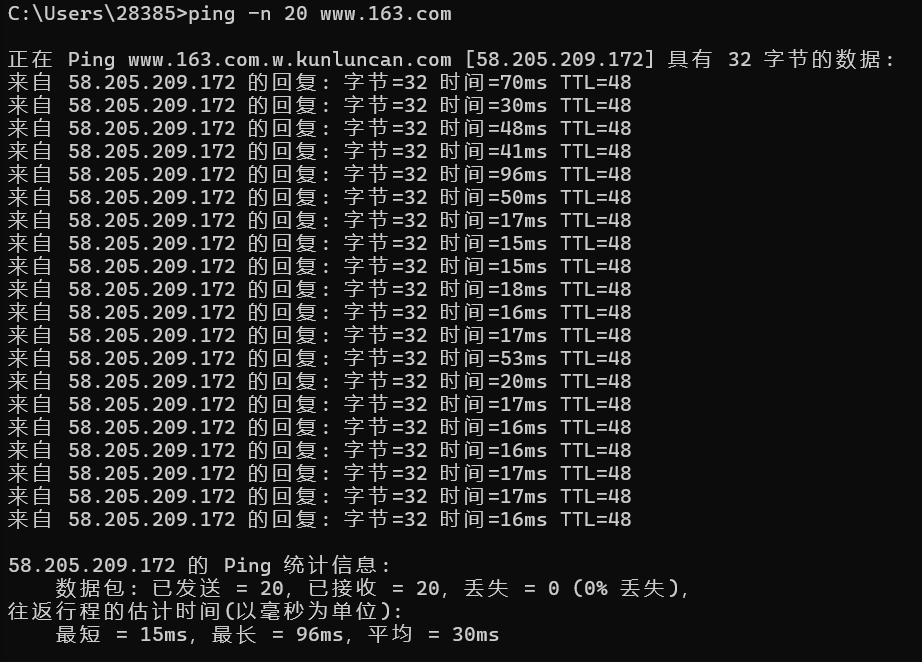 C:\Users\28385>ping -n 20 www.163.com
正在 Ping www.163.com.w.kunluncan.com [58.205.209.172] 具有 32 字节的数据:
来自 58.205.209.172 的回复: 字节=32 时间=70ms TTL=48
来自 58.205.209.172 的回复: 字节=32 时间=30ms TTL=48
来自 58.205.209.172 的回复: 字节=32 时间=48ms TTL=48
来自 58.205.209.172 的回复: 字节=32 时间=41ms TTL=48
来自 58.205.209.172 的回复: 字节=32 时间=96ms TTL=48
来自 58.205.209.172 的回复: 字节=32 时间=50ms TTL=48
来自 58.205.209.172 的回复: 字节=32 时间=17ms TTL=48
来自 58.205.209.172 的回复: 字节=32 时间=15ms TTL=48
来自 58.205.209.172 的回复: 字节=32 时间=15ms TTL=48
来自 58.205.209.172 的回复: 字节=32 时间=18ms TTL=48
来自 58.205.209.172 的回复: 字节=32 时间=16ms TTL=48
来自 58.205.209.172 的回复: 字节=32 时间=17ms TTL=48
来自 58.205.209.172 的回复: 字节=32 时间=53ms TTL=48
来自 58.205.209.172 的回复: 字节=32 时间=20ms TTL=48
来自 58.205.209.172 的回复: 字节=32 时间=17ms TTL=48
来自 58.205.209.172 的回复: 字节=32 时间=16ms TTL=48
来自 58.205.209.172 的回复: 字节=32 时间=16ms TTL=48
来自 58.205.209.172 的回复: 字节=32 时间=17ms TTL=48
来自 58.205.209.172 的回复: 字节=32 时间=17ms TTL=48
来自 58.205.209.172 的回复: 字节=32 时间=16ms TTL=48
58.205.209.172 的 Ping 统计信息:
数据包: 已发送 = 20, 已接收 = 20, 丢失 = 0 (0% 丢失),
往返行程的估计时间(以毫秒为单位):
最短 = 15ms, 最长 = 96ms, 平均 = 30ms